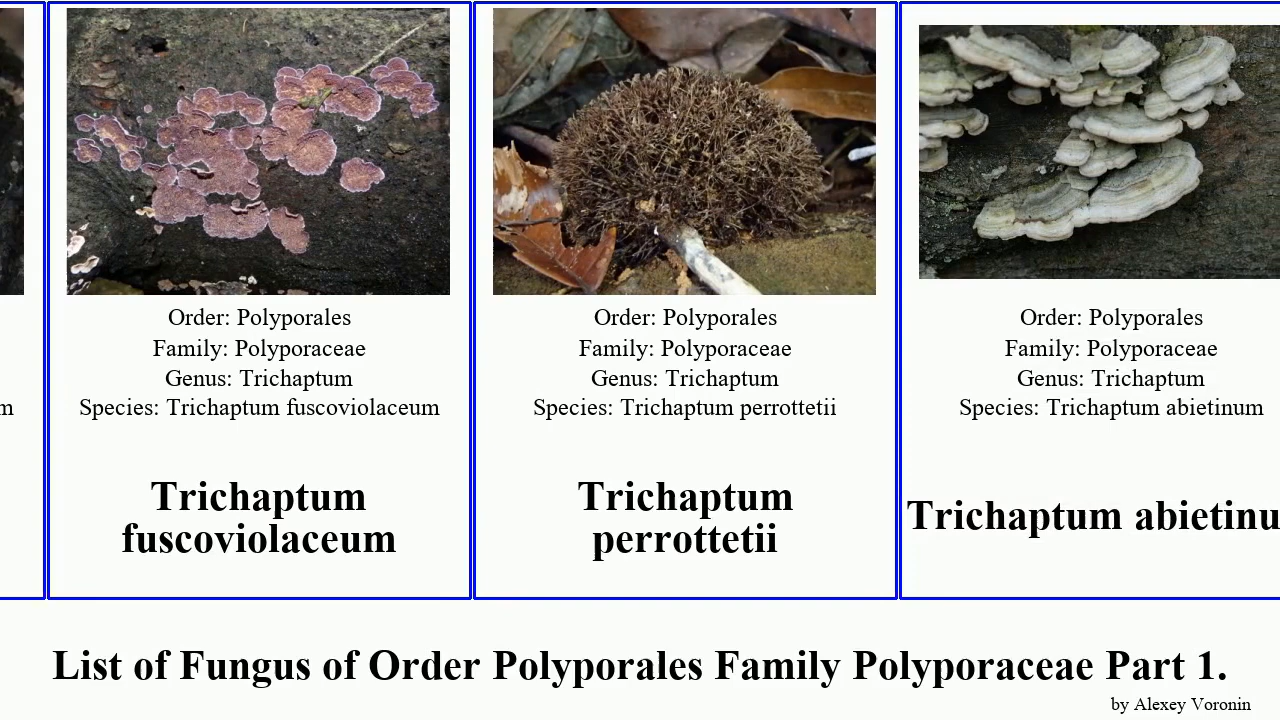 m
Order: Polyporales
Family: Polyporaceae
Genus: Trichaptum
Species: Trichaptum fuscoviolaceum
Trichaptum
fuscoviolaceum
Order: Polyporales
Family: Polyporaceae
Genus: Trichaptum
Species: Trichaptum perrottetii
Trichaptum
perrottetii
Order: Polyporales
Family: Polyporaceae
Genus: Trichaptum
Species: Trichaptum abietinum
Trichaptum abietinu
List of Fungus of Order Polyporales Family Polyporaceae Part 1.
by Alexey Voronin